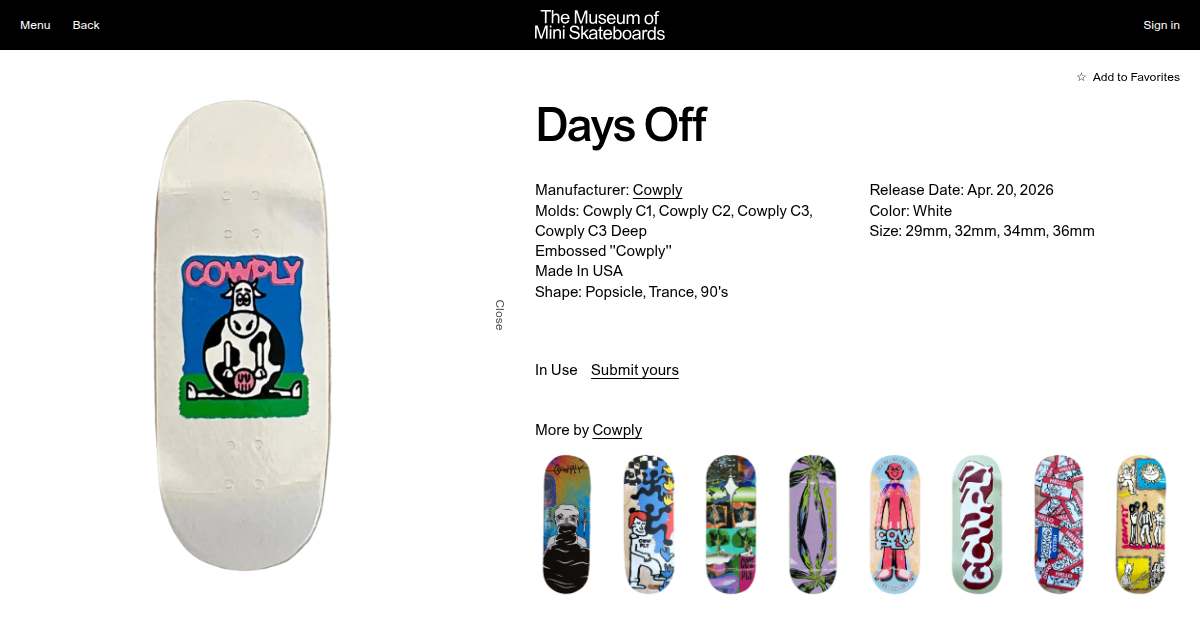 Menu
Back
The Museum of
Mini Skateboards
Sign in
☆ Add to Favorites
COWPLY
Close
Days Off
Manufacturer: Cowply
Molds: Cowply C1, Cowply C2, Cowply C3,
Cowply C3 Deep
Embossed "Cowply"
Made In USA
Shape: Popsicle, Trance, 90's
Release Date: Apr. 20, 2026
Color: White
Size: 29mm, 32mm, 34mm, 36mm
In Use
Submit yours
More by Cowply